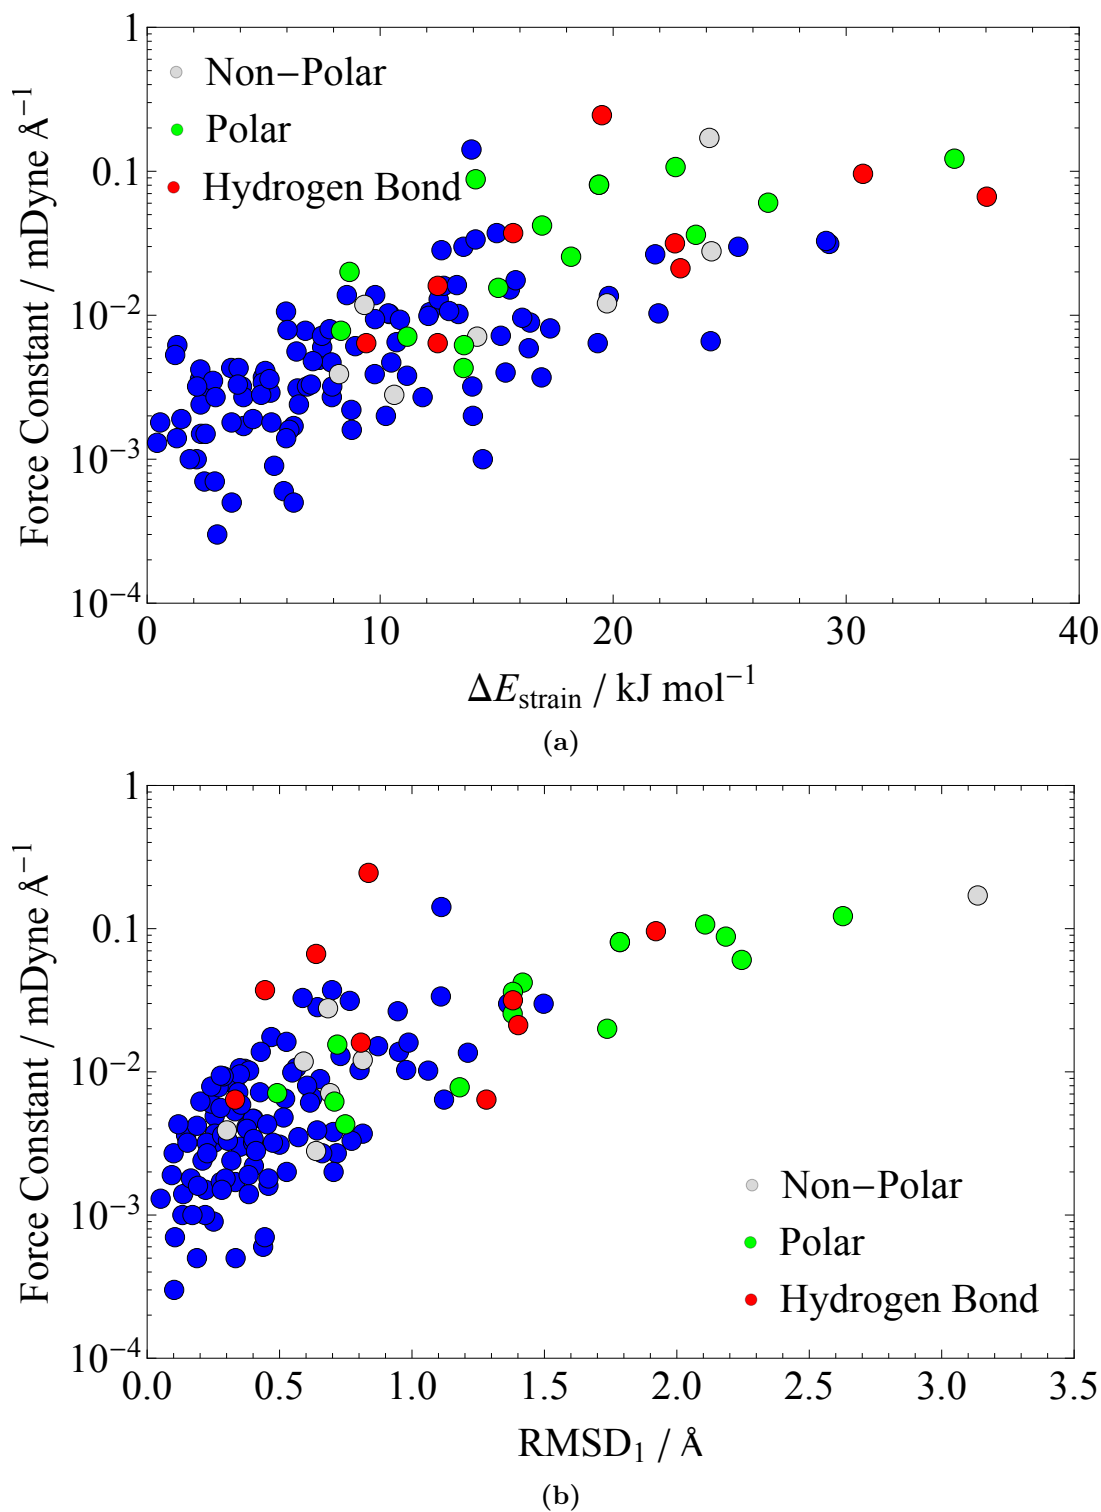 1
0.1
10⁻²
10⁻³
10⁻⁴
Force Constant / mDyne Å⁻¹
Non−Polar
Polar
Hydrogen Bond
0 10 20 30 40
ΔE_strain / kJ mol⁻¹
(a)
1
0.1
10⁻²
10⁻³
10⁻⁴
Force Constant / mDyne Å⁻¹
Non−Polar
Polar
Hydrogen Bond
0.0 0.5 1.0 1.5 2.0 2.5 3.0 3.5
RMSD₁ / Å
(b)